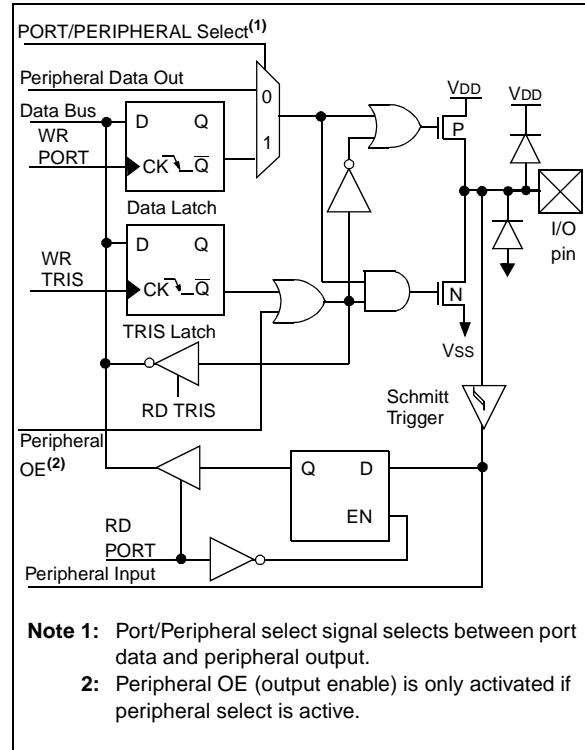 PORT/PERIPHERAL Select(1)
Peripheral Data Out
Data Bus
WR
PORT
D Q
CK Q
Data Latch
0
1
VDD
P
VDD
I/O
pin
WR
TRIS
D Q
CK Q
TRIS Latch
N
VSS
RD TRIS
Schmitt
Trigger
Peripheral
OE(2)
Q D
EN
RD
PORT
Peripheral Input
Note 1: Port/Peripheral select signal selects between port
data and peripheral output.
2: Peripheral OE (output enable) is only activated if
peripheral select is active.